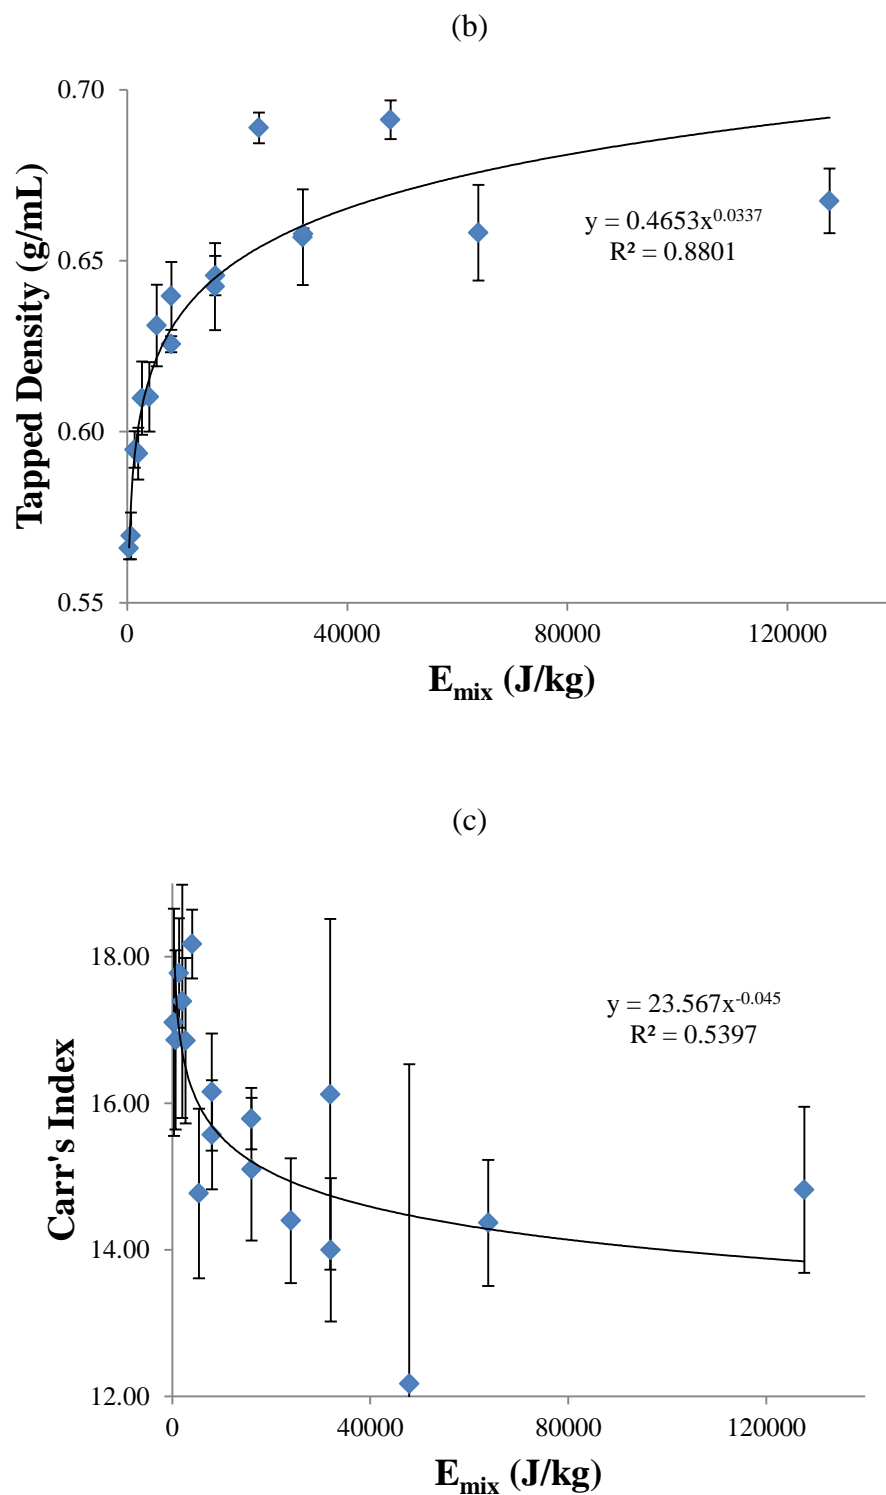 (b)
Tapped Density (g/mL)
0.70
0.65
0.60
0.55
y = 0.4653x^0.0337
R² = 0.8801
0 40000 80000 120000
E_mix (J/kg)
(c)
Carr's Index
18.00
16.00
14.00
12.00
y = 23.567x^-0.045
R² = 0.5397
0 40000 80000 120000
E_mix (J/kg)